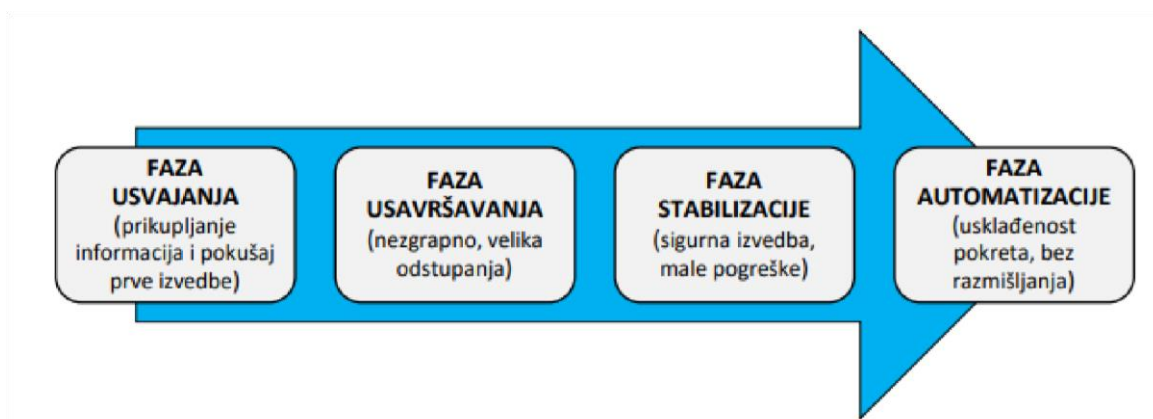 FAZA
USVAJANJA
(prikupljanje
informacija i pokušaj
prve izvedbe)
FAZA
USAVRŠAVANJA
(nezgrapno, velika
odstupanja)
FAZA
STABILIZACIJE
(sigurna izvedba,
male pogreške)
FAZA
AUTOMATIZACIJE
(usklađenost
pokreta, bez
razmišljanja)